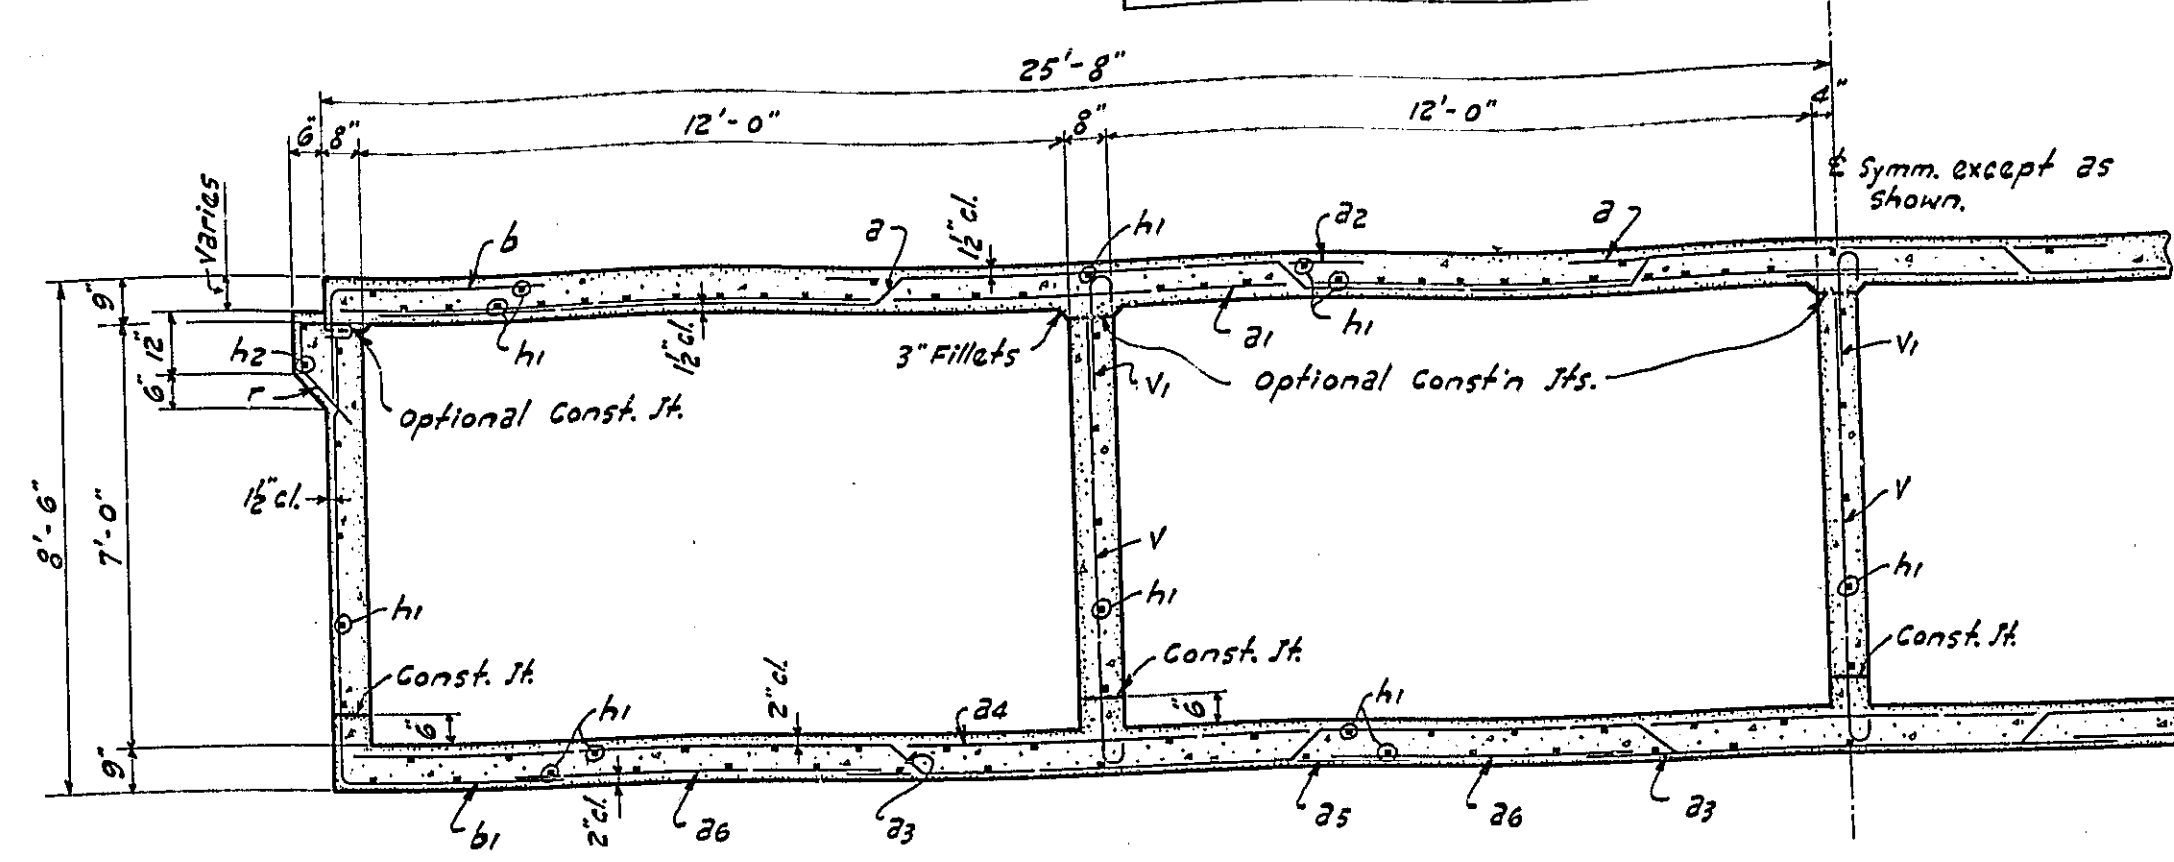 25'-8"
12'-0"
12'-0"
6"
8"
8"
4"
℄ Symm. except as
shown.
Varies
b
a
1½" cl.
h1
a2
a
9"
h1
1½" cl.
3" Fillets
a1
h1
V1
V1
12"
6"
h2
r
Optional Const. Jt.
Optional Const'n Jts.
1½" cl.
8'-6"
7'-0"
V
V
h1
h1
h1
Const. Jt.
Const. Jt.
Const. Jt.
6"
h1
2" cl.
a4
6"
h1
9"
b1
2" cl.
a6
a3
a5
a6
a3